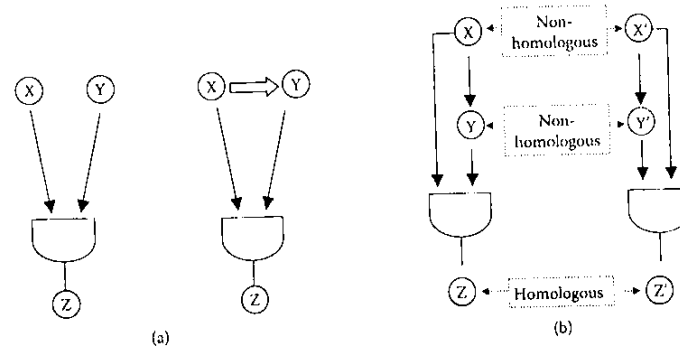 X Y
Z
X Y
Z
(a)
X Non-homologous X'
Y Non-homologous Y'
Z Homologous Z'
(b)